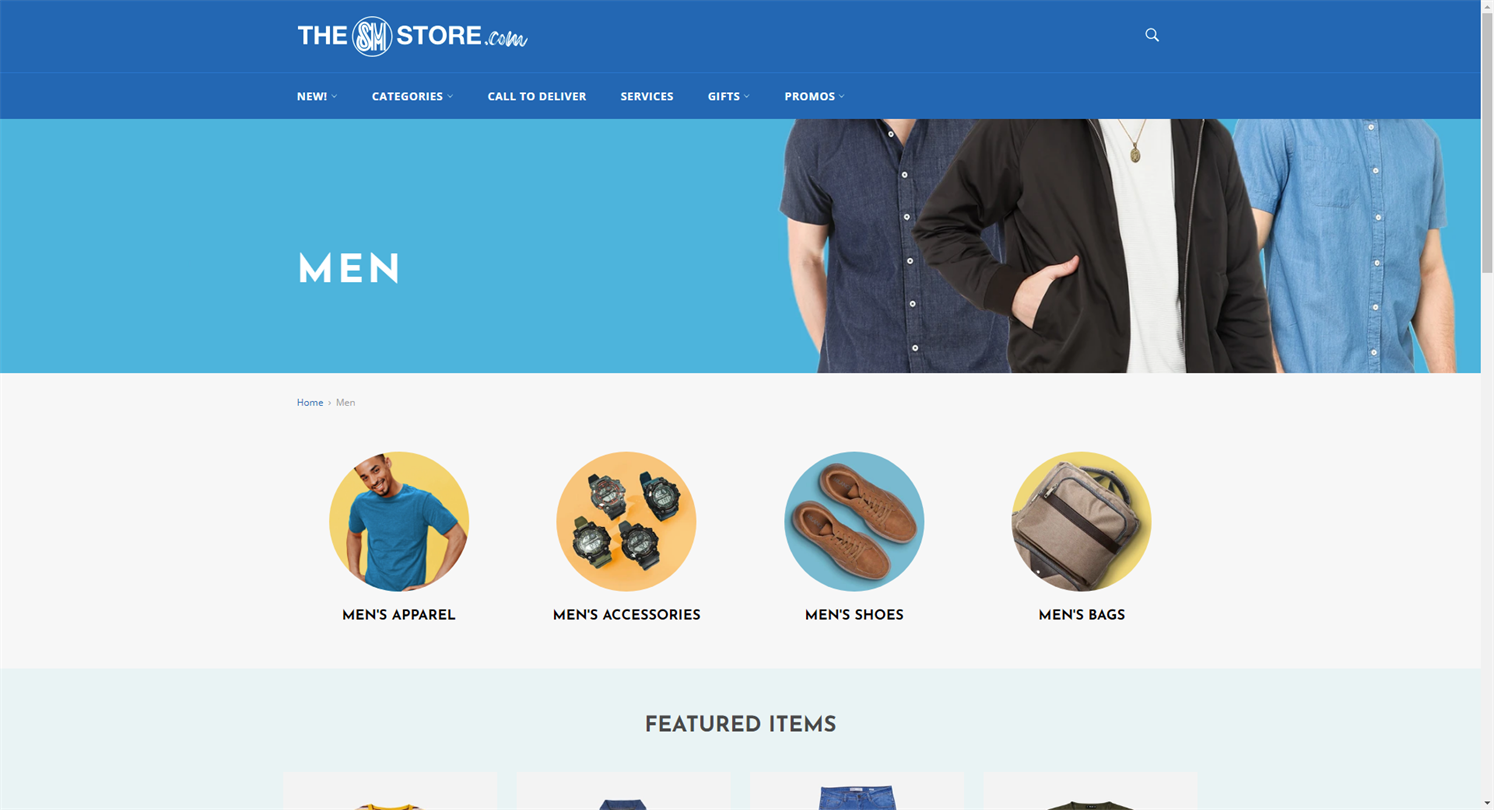 THE SM STORE.com
NEW! CATEGORIES CALL TO DELIVER SERVICES GIFTS PROMOS
MEN
Home › Men
MEN'S APPAREL MEN'S ACCESSORIES MEN'S SHOES MEN'S BAGS
FEATURED ITEMS